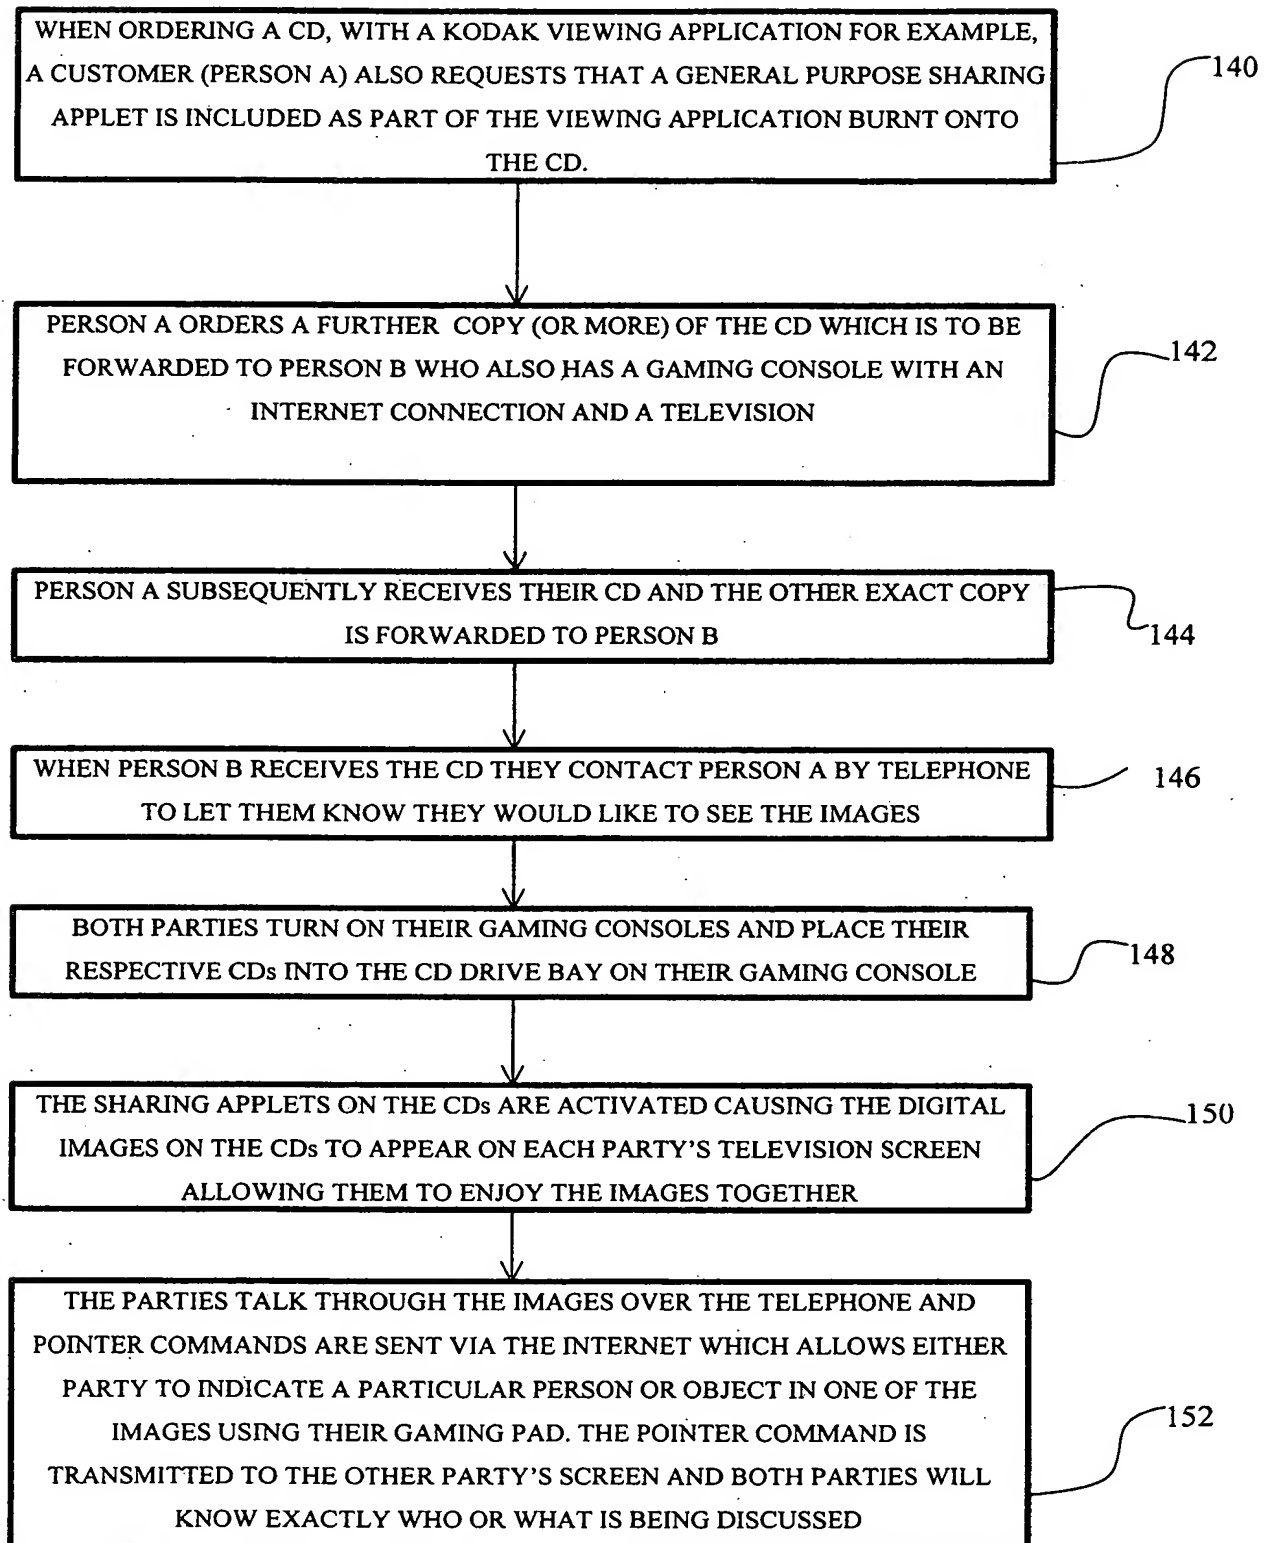 WHEN ORDERING A CD, WITH A KODAK VIEWING APPLICATION FOR EXAMPLE,
A CUSTOMER (PERSON A) ALSO REQUESTS THAT A GENERAL PURPOSE SHARING
APPLET IS INCLUDED AS PART OF THE VIEWING APPLICATION BURNT ONTO
THE CD.
140
PERSON A ORDERS A FURTHER COPY (OR MORE) OF THE CD WHICH IS TO BE
FORWARDED TO PERSON B WHO ALSO HAS A GAMING CONSOLE WITH AN
INTERNET CONNECTION AND A TELEVISION
142
PERSON A SUBSEQUENTLY RECEIVES THEIR CD AND THE OTHER EXACT COPY
IS FORWARDED TO PERSON B
144
WHEN PERSON B RECEIVES THE CD THEY CONTACT PERSON A BY TELEPHONE
TO LET THEM KNOW THEY WOULD LIKE TO SEE THE IMAGES
146
BOTH PARTIES TURN ON THEIR GAMING CONSOLES AND PLACE THEIR
RESPECTIVE CDs INTO THE CD DRIVE BAY ON THEIR GAMING CONSOLE
148
THE SHARING APPLETS ON THE CDs ARE ACTIVATED CAUSING THE DIGITAL
IMAGES ON THE CDs TO APPEAR ON EACH PARTY'S TELEVISION SCREEN
ALLOWING THEM TO ENJOY THE IMAGES TOGETHER
150
THE PARTIES TALK THROUGH THE IMAGES OVER THE TELEPHONE AND
POINTER COMMANDS ARE SENT VIA THE INTERNET WHICH ALLOWS EITHER
PARTY TO INDICATE A PARTICULAR PERSON OR OBJECT IN ONE OF THE
IMAGES USING THEIR GAMING PAD. THE POINTER COMMAND IS
TRANSMITTED TO THE OTHER PARTY'S SCREEN AND BOTH PARTIES WILL
KNOW EXACTLY WHO OR WHAT IS BEING DISCUSSED
152